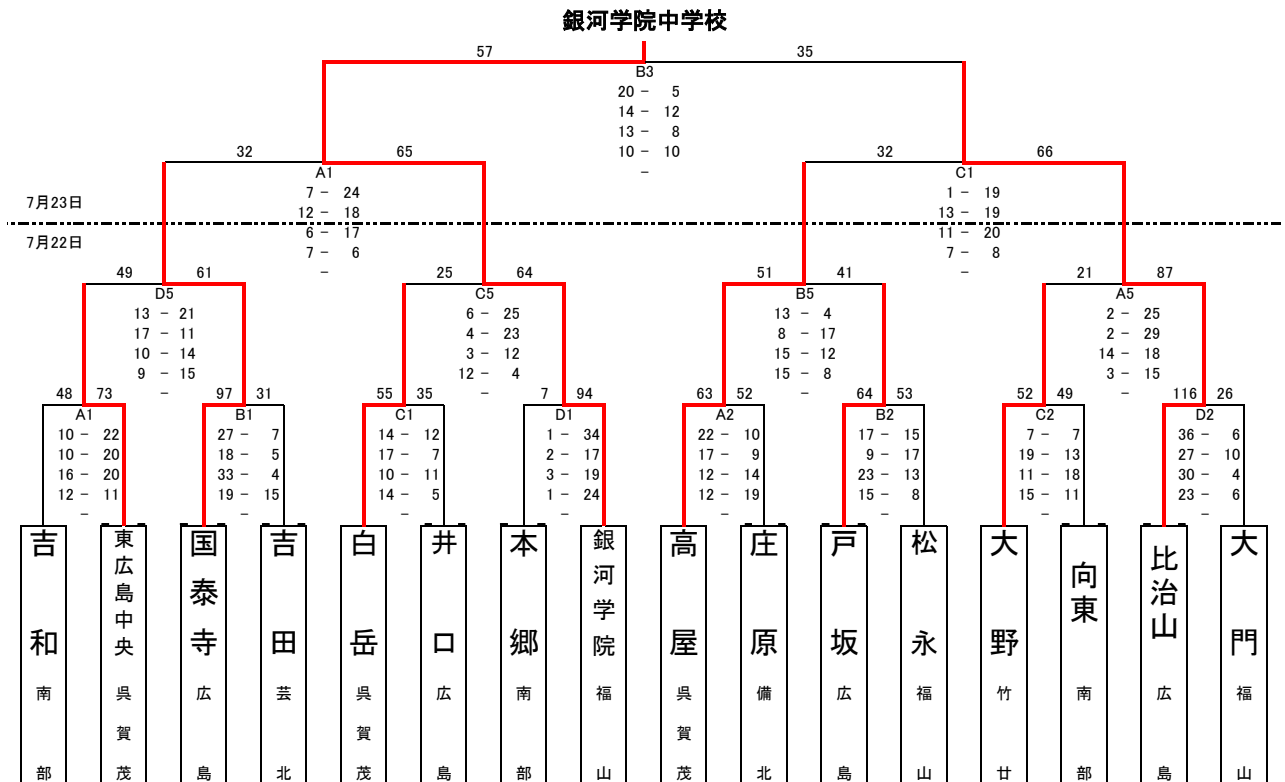 銀河学院中学校
57 35
B3
20 - 5
14 - 12
13 - 8
10 - 10
-
32 65
A1
7 - 24
12 - 18
6 - 17
7 - 6
-
32 66
C1
1 - 19
13 - 19
11 - 20
7 - 8
-
7月23日
7月22日
49 61
D5
13 - 21
17 - 11
10 - 14
9 - 15
-
25 64
C5
6 - 25
4 - 23
3 - 12
12 - 4
-
51 41
B5
13 - 4
8 - 17
15 - 12
15 - 8
-
21 87
A5
2 - 25
2 - 29
14 - 18
3 - 15
-
48 73
A1
10 - 22
10 - 20
16 - 20
12 - 11
-
97 31
B1
27 - 7
18 - 5
33 - 4
19 - 15
-
55 35
C1
14 - 12
17 - 7
10 - 11
14 - 5
-
7 94
D1
1 - 34
2 - 17
3 - 19
1 - 24
-
63 52
A2
22 - 10
17 - 9
12 - 14
12 - 19
-
64 53
B2
17 - 15
9 - 17
23 - 13
15 - 8
-
52 49
C2
7 - 7
19 - 13
11 - 18
15 - 11
-
116 26
D2
36 - 6
27 - 10
30 - 4
23 - 6
-
吉和
南部
東広島中央
呉賀茂
国泰寺
広島
吉田
芸北
白岳
呉賀茂
井口
広島
本郷
南部
銀河学院
福山
高屋
呉賀茂
庄原
備北
戸坂
広島
松永
福山
大野
竹廿
向東
南部
比治山
広島
大門
福山